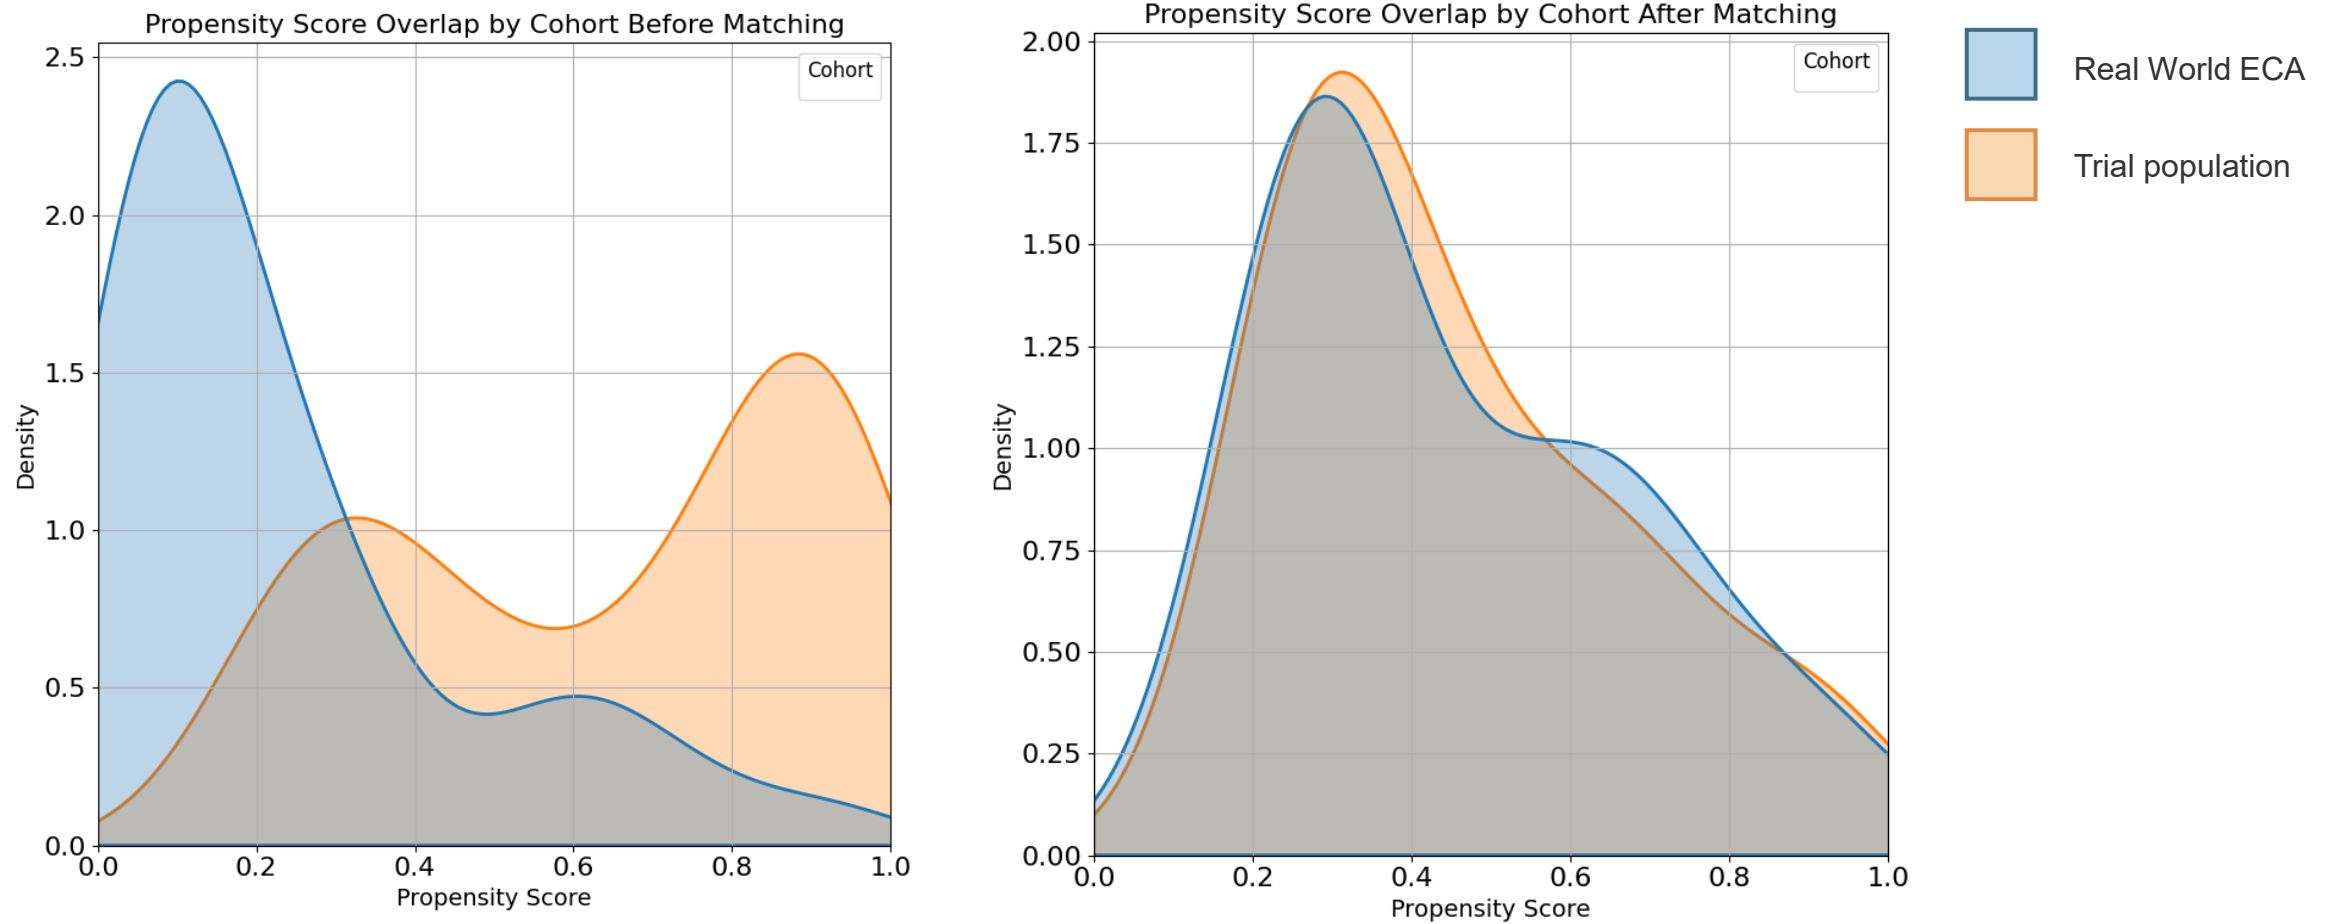 Propensity Score Overlap by Cohort Before Matching
Cohort
2.5
2.0
1.5
1.0
0.5
0.0
Density
0.0 0.2 0.4 0.6 0.8 1.0
Propensity Score
Propensity Score Overlap by Cohort After Matching
Cohort
2.00
1.75
1.50
1.25
1.00
0.75
0.50
0.25
0.00
Density
0.0 0.2 0.4 0.6 0.8 1.0
Propensity Score
Real World ECA
Trial population